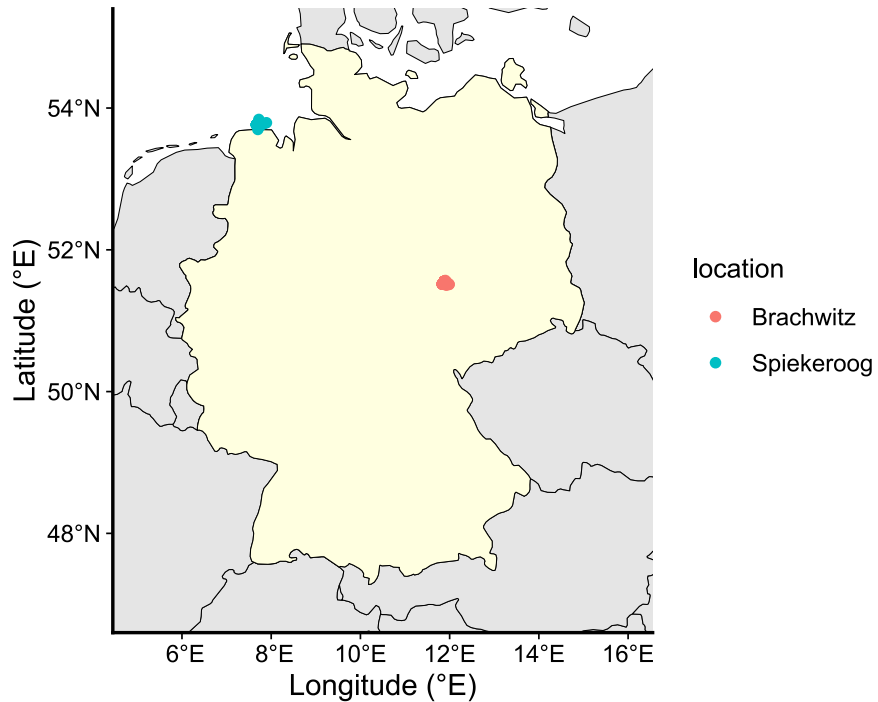 54°N
52°N
50°N
48°N
Latitude (°E)
6°E 8°E 10°E 12°E 14°E 16°E
Longitude (°E)
location
Brachwitz
Spiekeroog